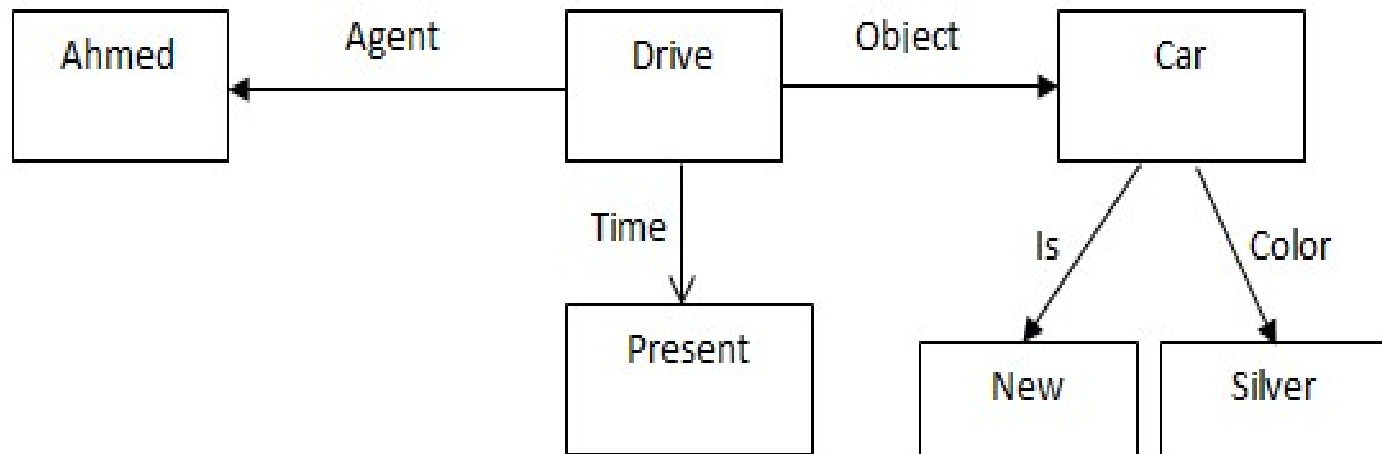 Ahmed
Agent
Drive
Object
Car
Time
Is
Color
Present
New
Silver